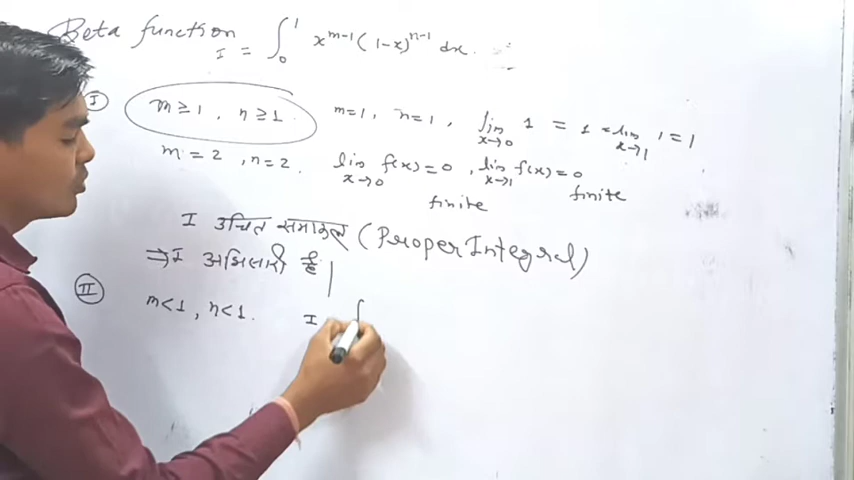 Beta function I = ∫₀¹ x^{m-1} (1-x)^{n-1} dx.
I m ≥ 1 , n ≥ 1. m=1, n=1, lim x→0 1 = 1 = lim x→1 1 = 1
m = 2 , n = 2. lim x→0 f(x) = 0 , lim x→1 f(x) = 0
finite finite
I उचित समाकल (Proper Integral)
⇒ I अभिसारी है।
II m<1, n<1. I ∫